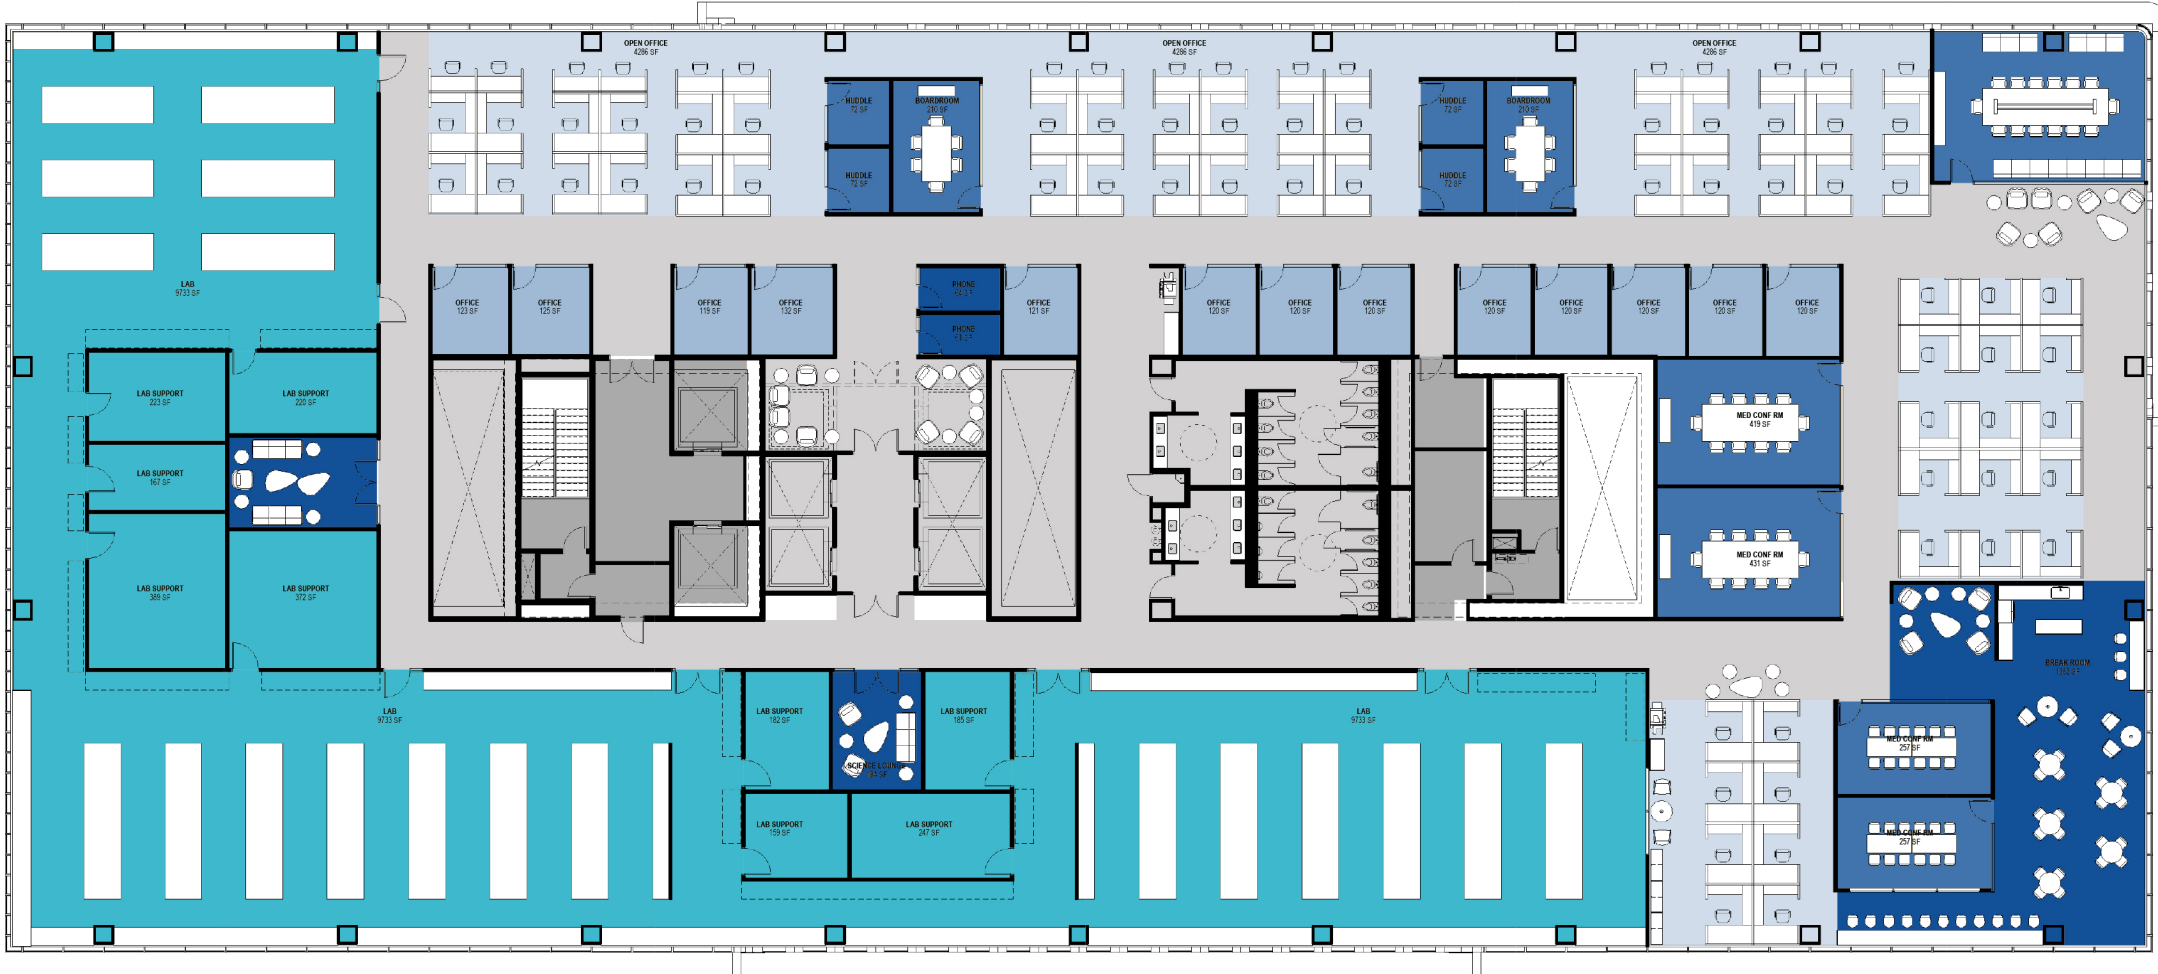 OPEN OFFICE
4286 SF
OPEN OFFICE
4286 SF
OPEN OFFICE
4286 SF
HUDDLE
72 SF
BOARDROOM
210 SF
HUDDLE
72 SF
BOARDROOM
210 SF
HUDDLE
72 SF
HUDDLE
72 SF
LAB
9733 SF
OFFICE
123 SF
OFFICE
125 SF
OFFICE
119 SF
OFFICE
132 SF
PHONE
PHONE
OFFICE
121 SF
OFFICE
120 SF
OFFICE
120 SF
OFFICE
120 SF
OFFICE
120 SF
OFFICE
120 SF
OFFICE
120 SF
OFFICE
120 SF
OFFICE
120 SF
LAB SUPPORT
223 SF
LAB SUPPORT
220 SF
MED CONF RM
419 SF
LAB SUPPORT
167 SF
MED CONF RM
431 SF
LAB SUPPORT
389 SF
LAB SUPPORT
372 SF
BREAK ROOM
LAB
9733 SF
LAB SUPPORT
182 SF
LAB SUPPORT
185 SF
LAB
9733 SF
MED CONF RM
257 SF
SCIENCE LOUNGE
LAB SUPPORT
159 SF
LAB SUPPORT
247 SF
MED CONF RM
257 SF